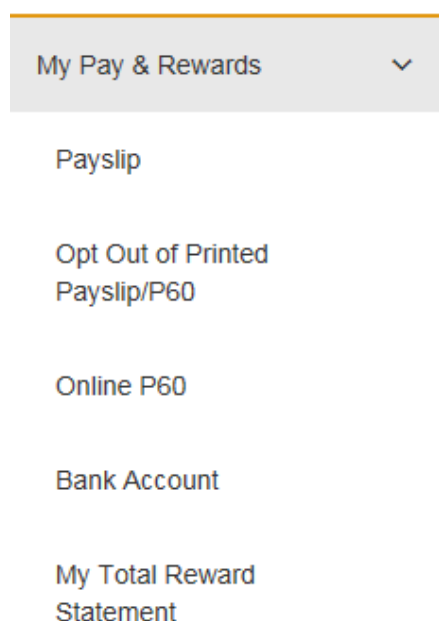 My Pay & Rewards
Payslip
Opt Out of Printed
Payslip/P60
Online P60
Bank Account
My Total Reward
Statement